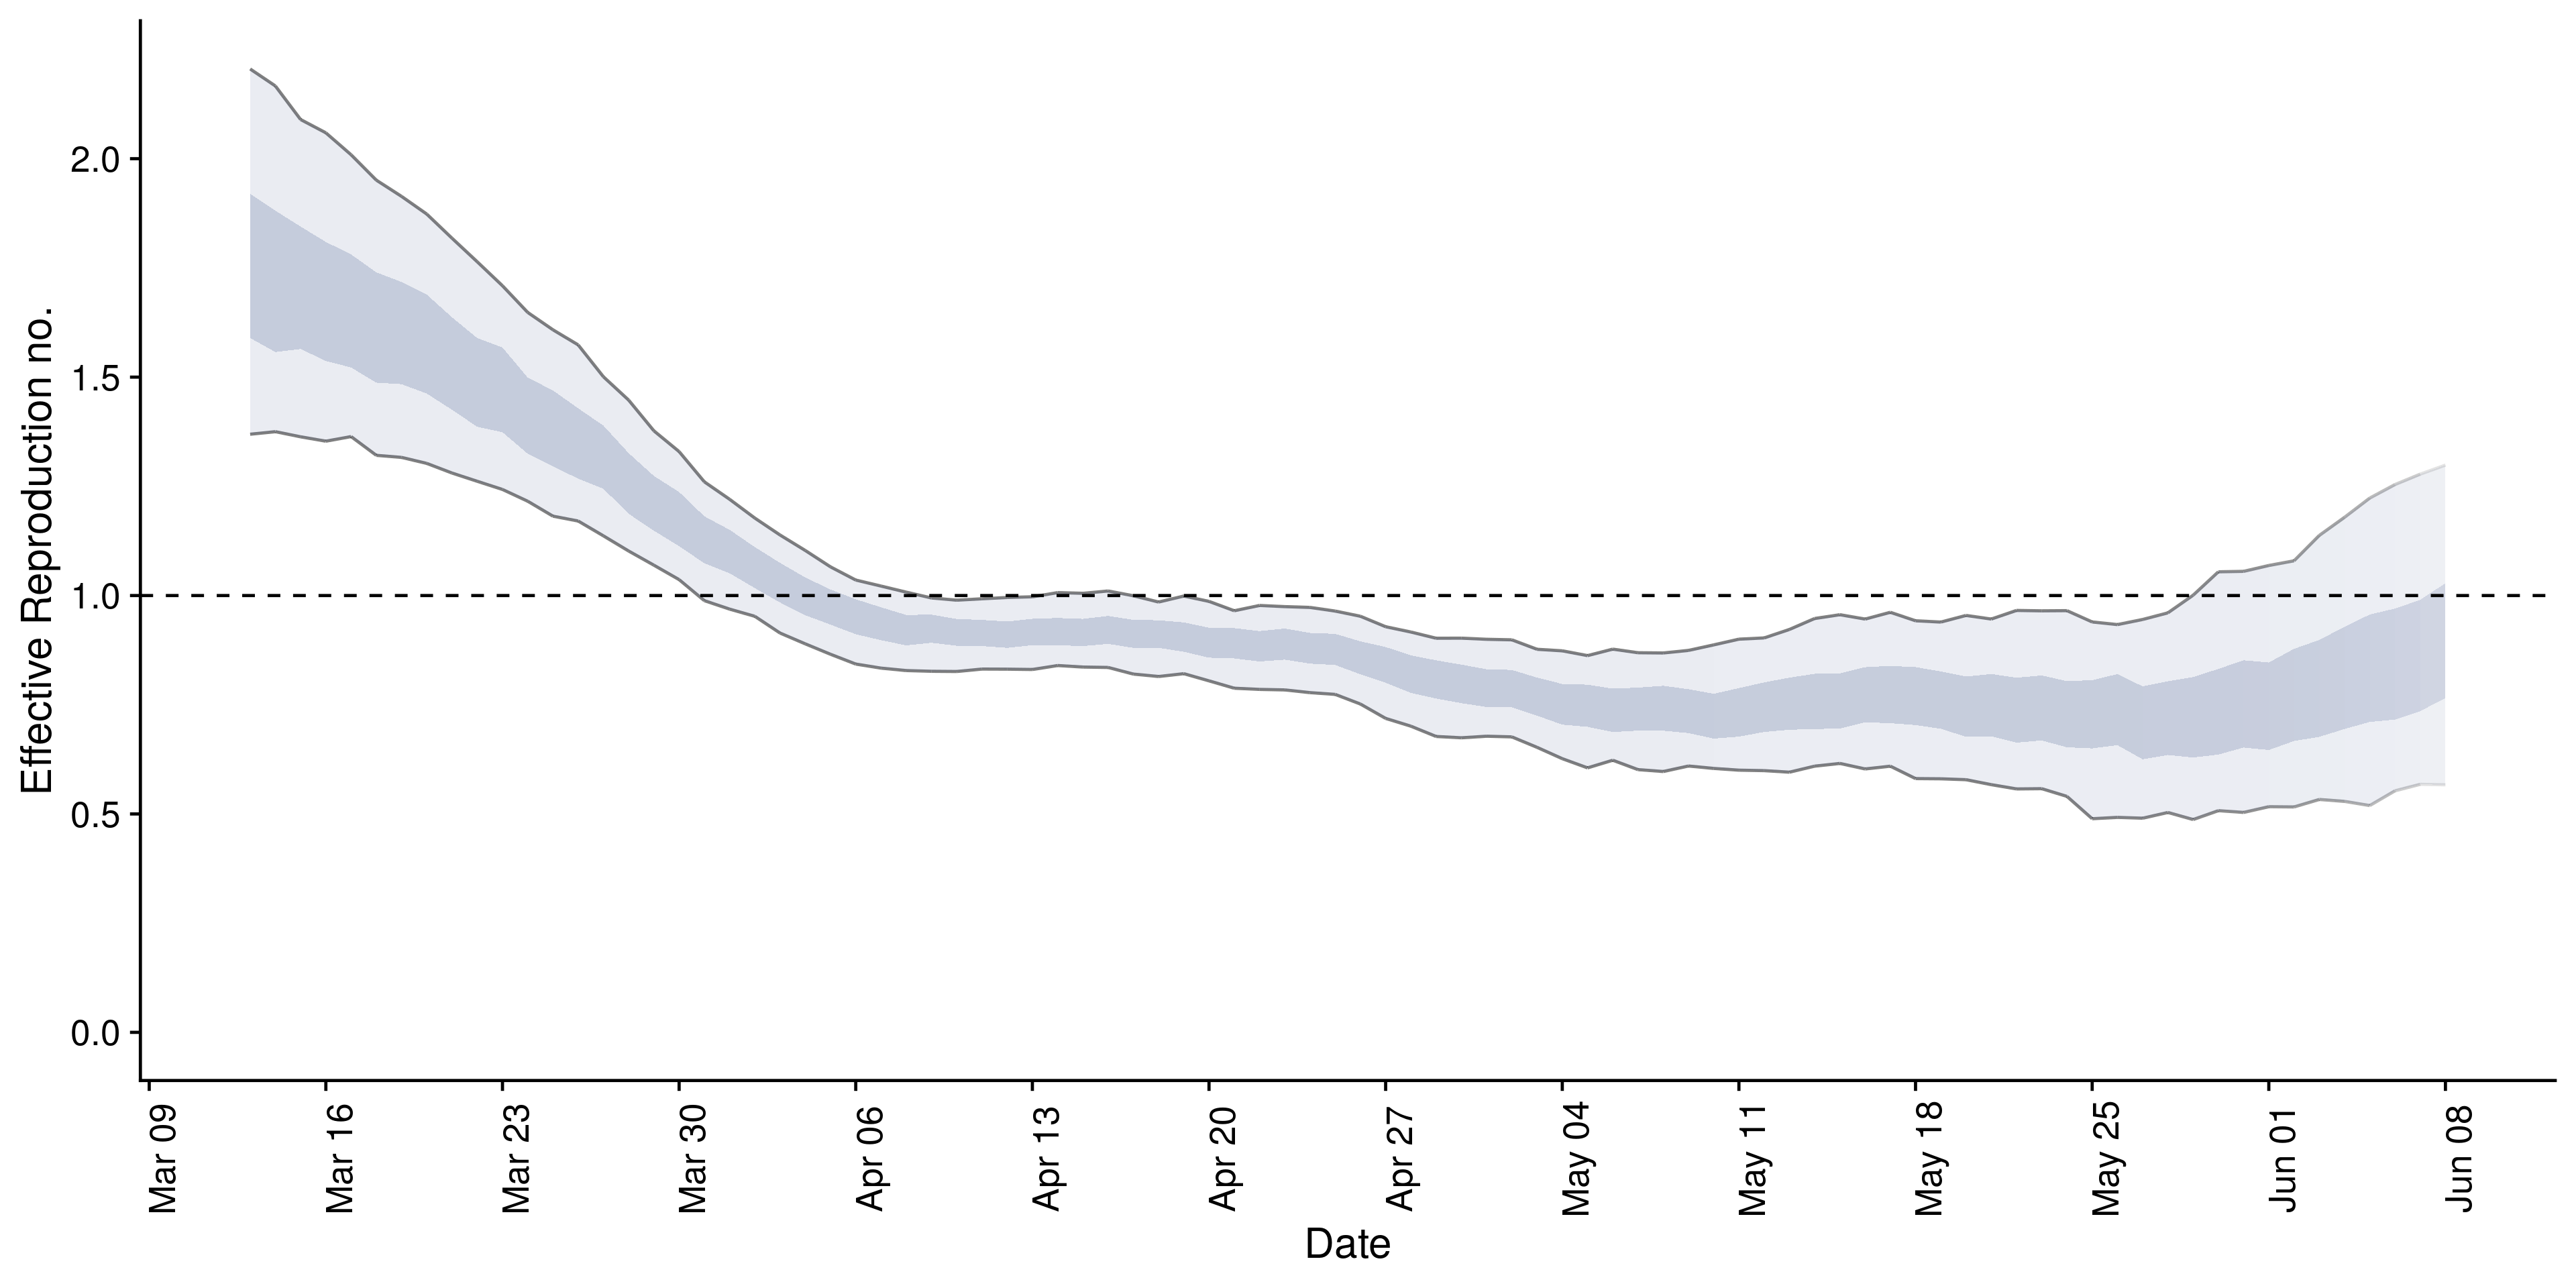 Effective Reproduction no.
2.0
1.5
1.0
0.5
0.0
Mar 09
Mar 16
Mar 23
Mar 30
Apr 06
Apr 13
Apr 20
Apr 27
May 04
May 11
May 18
May 25
Jun 01
Jun 08
Date